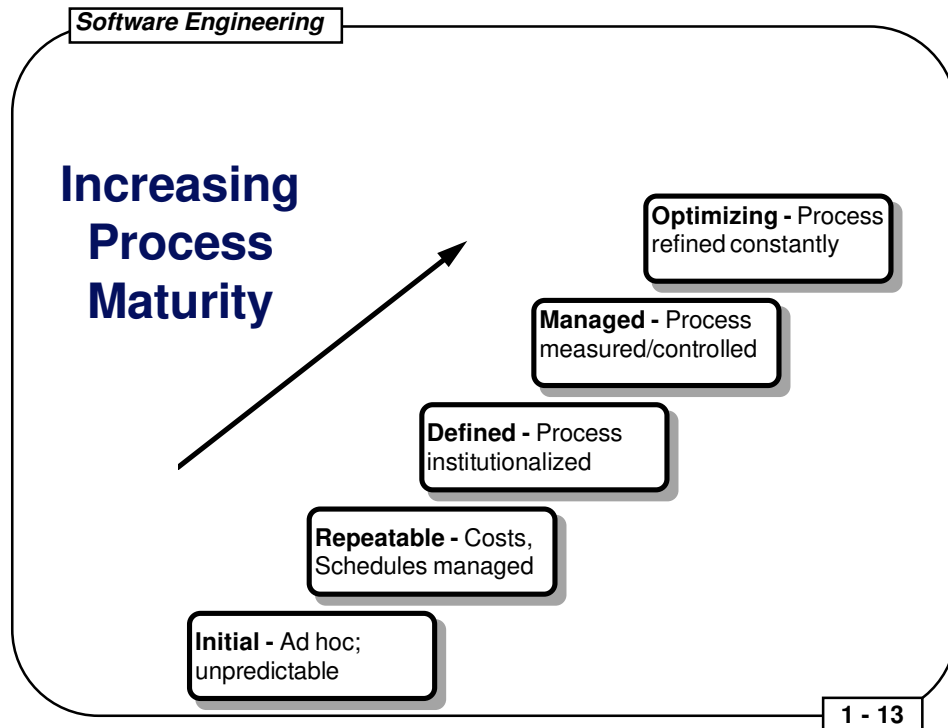 Software Engineering
Increasing
Process
Maturity
Optimizing - Process
refined constantly
Managed - Process
measured/controlled
Defined - Process
institutionalized
Repeatable - Costs,
Schedules managed
Initial - Ad hoc;
unpredictable
1 - 13